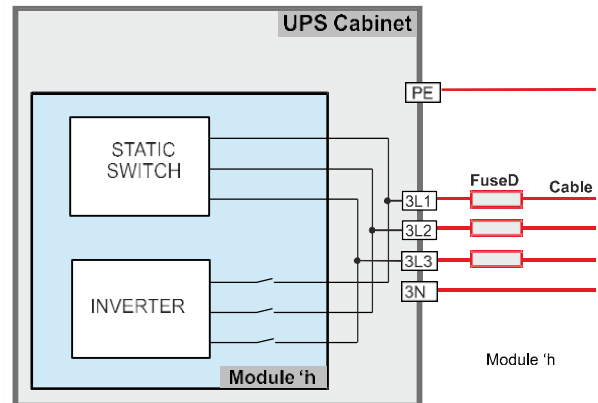 UPS Cabinet
PE
STATIC
SWITCH
FuseD
Cable
3L1
3L2
3L3
3N
INVERTER
Module ‘h
Module ‘h